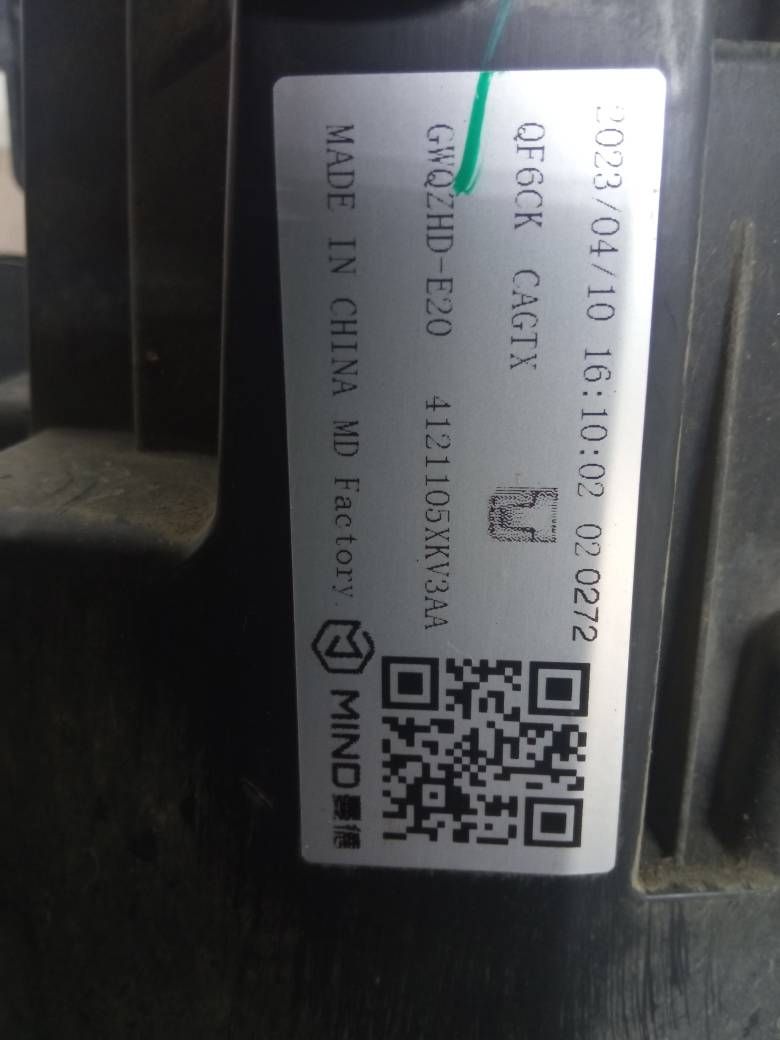 2023/04/10 16:10:02 02 0272
QF6CK CAGTX
GWQZHD-E20 4121105XKV3AA
MADE IN CHINA MD Factory.
MIND 曼德